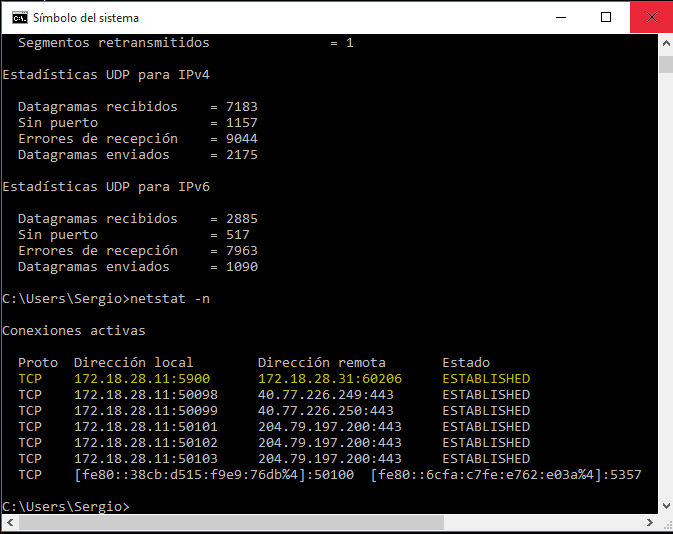 Símbolo del sistema
Segmentos retransmitidos = 1
Estadísticas UDP para IPv4
Datagramas recibidos = 7183
Sin puerto = 1157
Errores de recepción = 9044
Datagramas enviados = 2175
Estadísticas UDP para IPv6
Datagramas recibidos = 2885
Sin puerto = 517
Errores de recepción = 7963
Datagramas enviados = 1090
C:\Users\Sergio>netstat -n
Conexiones activas
Proto Dirección local Dirección remota Estado
TCP 172.18.28.11:5900 172.18.28.31:60206 ESTABLISHED
TCP 172.18.28.11:50098 40.77.226.249:443 ESTABLISHED
TCP 172.18.28.11:50099 40.77.226.250:443 ESTABLISHED
TCP 172.18.28.11:50101 204.79.197.200:443 ESTABLISHED
TCP 172.18.28.11:50102 204.79.197.200:443 ESTABLISHED
TCP 172.18.28.11:50103 204.79.197.200:443 ESTABLISHED
TCP [fe80::38cb:d515:f9e9:76db%4]:50100 [fe80::6cfa:c7fe:e762:e03a%4]:5357
C:\Users\Sergio>